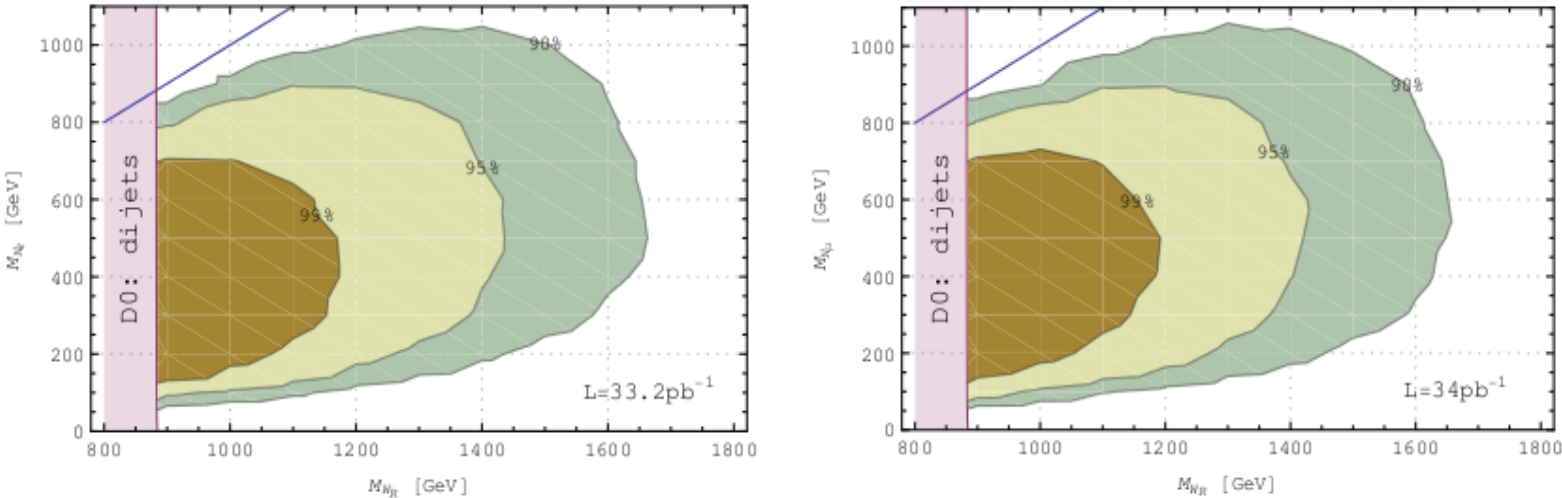 1000
800
600
400
200
0
M_{N_e} [GeV]
D0: dijets
90%
95%
99%
L=33.2pb^{-1}
800 1000 1200 1400 1600 1800
M_{W_R} [GeV]
1000
800
600
400
200
0
M_{N_μ} [GeV]
D0: dijets
90%
95%
99%
L=34pb^{-1}
800 1000 1200 1400 1600 1800
M_{W_R} [GeV]